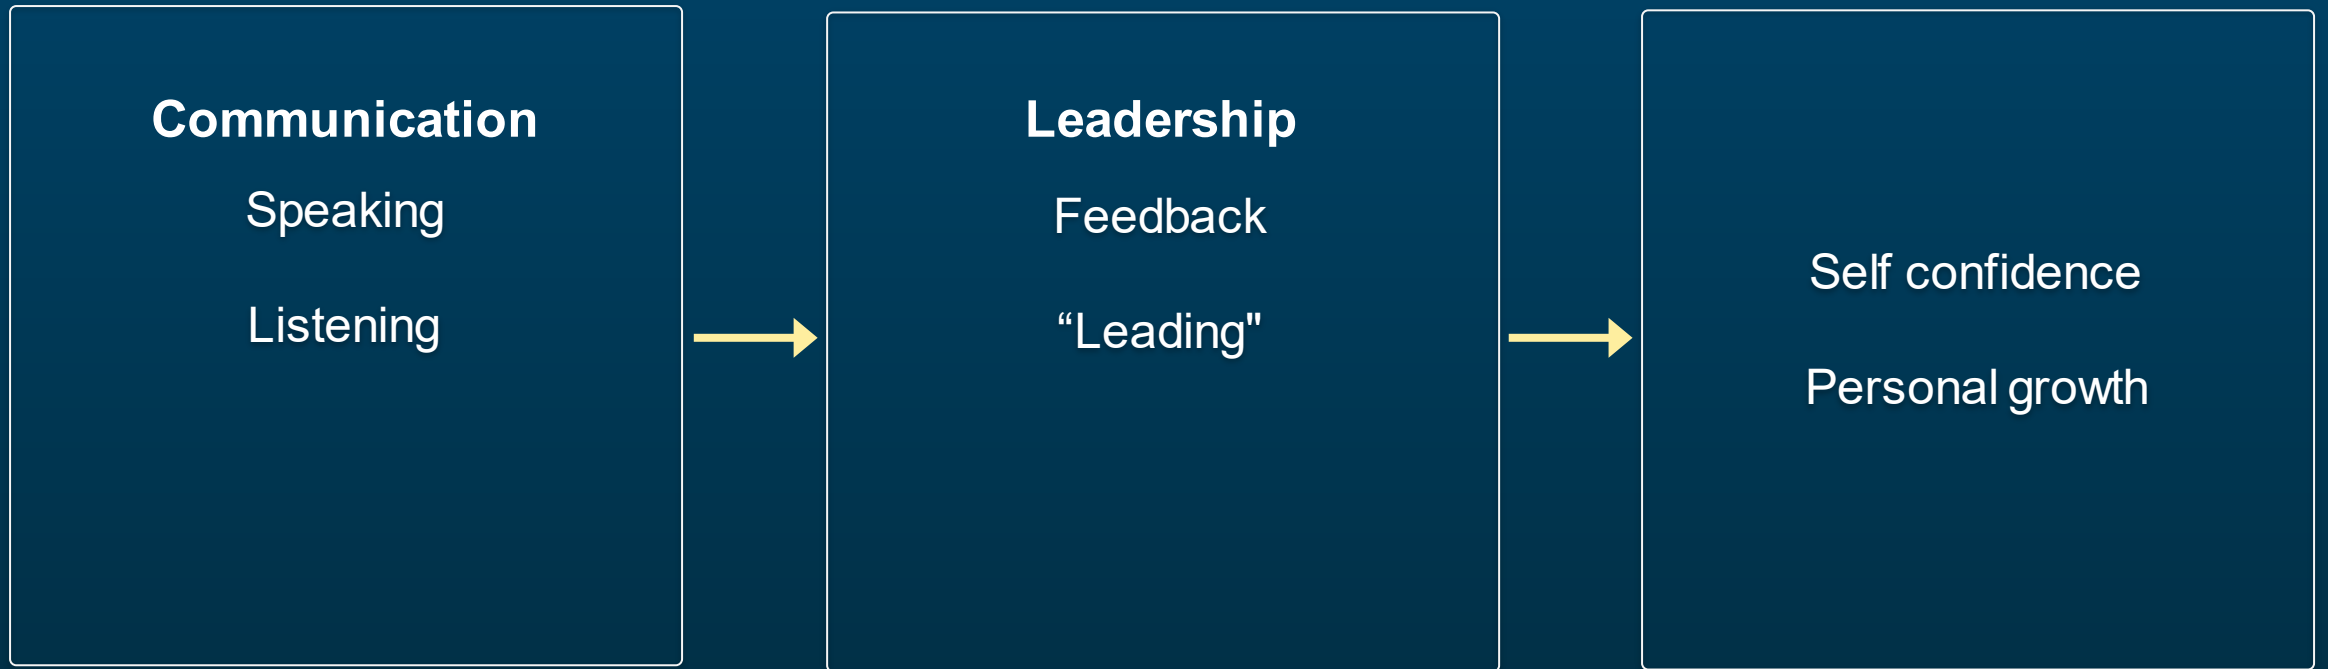 Communication
Speaking
Listening
Leadership
Feedback
“Leading"
Self confidence
Personal growth